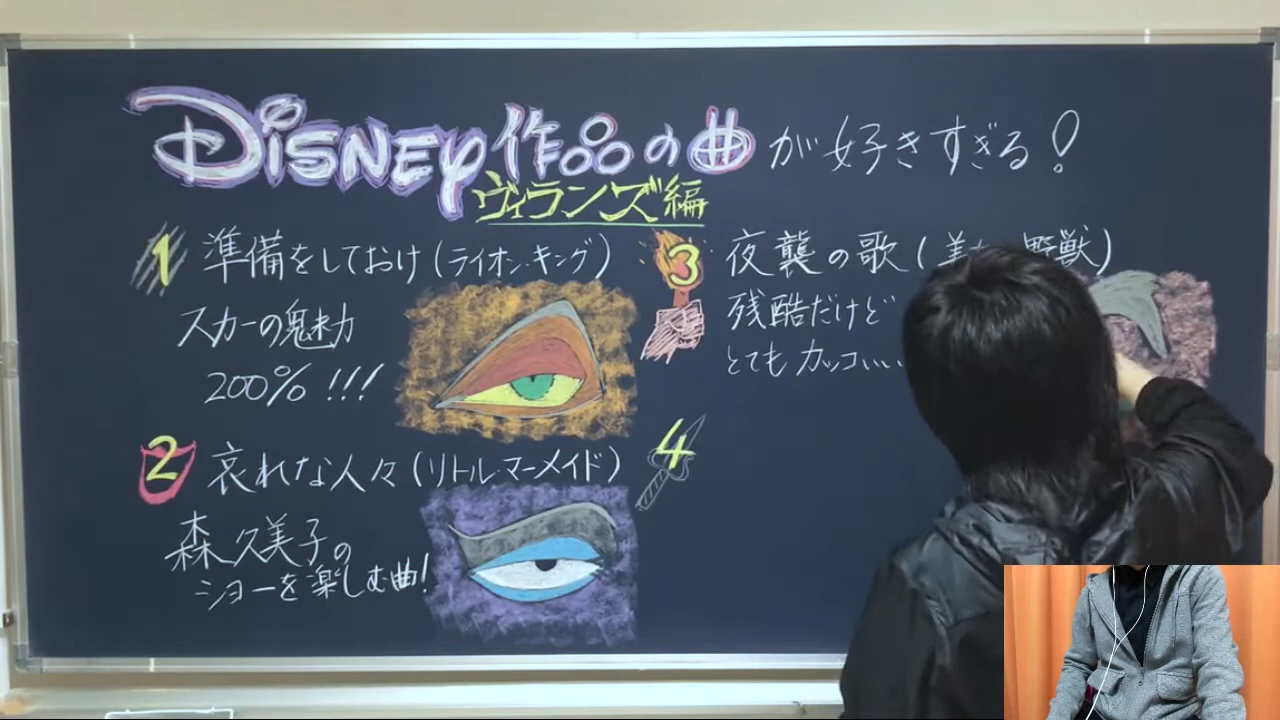 DISNEY作品の曲が好きすぎる!
ヴィランズ編
1 準備をしておけ(ライオン・キング)
スカーの魅力
200%!!!
2 哀れな人々(リトル・マーメイド)
森久美子の
ショーを楽しむ曲!
3 夜襲の歌(美 野獣)
残酷だけど
とてもカッコいい..
4